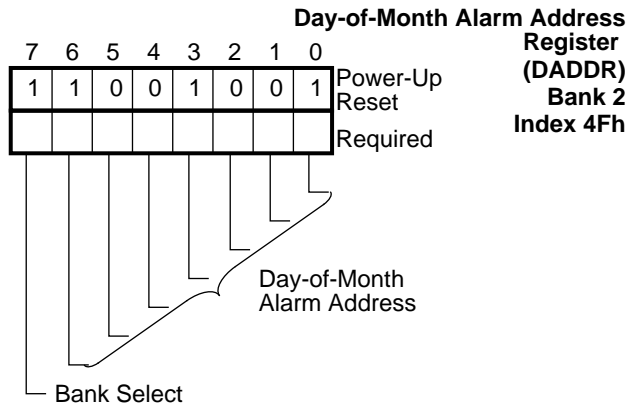 Day-of-Month Alarm Address
Register
(DADDR)
Bank 2
Index 4Fh
7 6 5 4 3 2 1 0
1 1 0 0 1 0 0 1
Power-Up
Reset
Required
Day-of-Month
Alarm Address
Bank Select